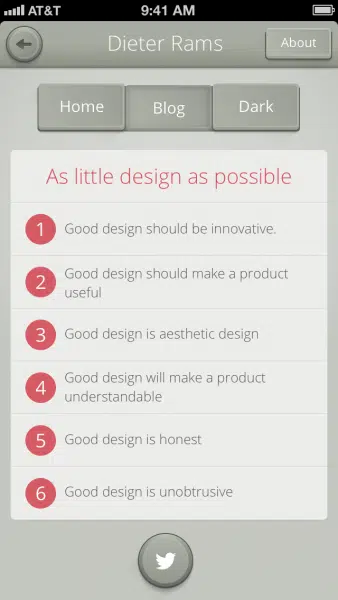 AT&T 9:41 AM
Dieter Rams
About
Home
Blog
Dark
As little design as possible
1 Good design should be innovative.
2 Good design should make a product
useful
3 Good design is aesthetic design
4 Good design will make a product
understandable
5 Good design is honest
6 Good design is unobtrusive